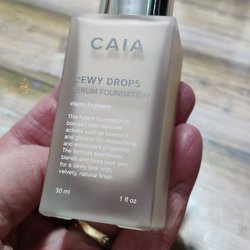 CAIA
DEWY DROPS
SERUM FOUNDATION
vitamin E+glycerin
This hybrid foundation is
boosted with skincare
actives such as vitamin E
and glycerin for moisturizing
and antioxidant properties.
The formula seamlessly
blends and blurs your skin
for a dewy look with
velvety, natural finish.
30 ml
1 fl oz